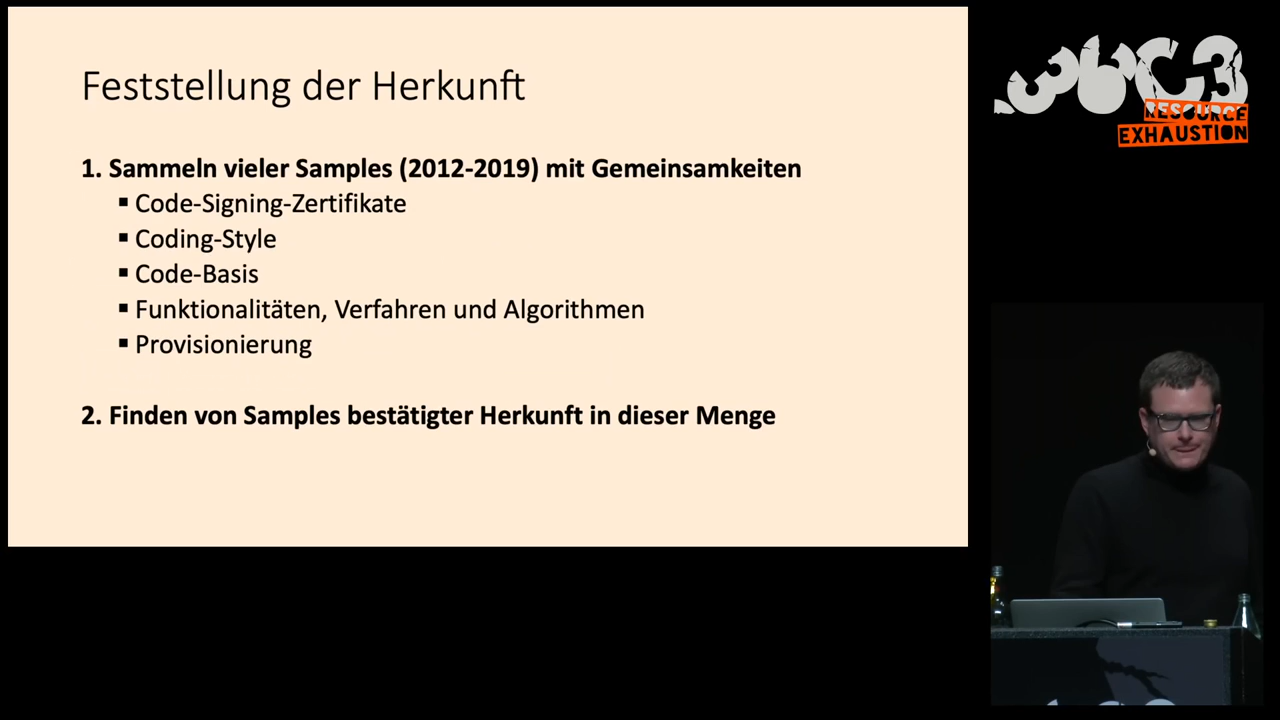 Feststellung der Herkunft
1. Sammeln vieler Samples (2012-2019) mit Gemeinsamkeiten
▪ Code-Signing-Zertifikate
▪ Coding-Style
▪ Code-Basis
▪ Funktionalitäten, Verfahren und Algorithmen
▪ Provisionierung
2. Finden von Samples bestätigter Herkunft in dieser Menge
36C3
RESOURCE
EXHAUSTION